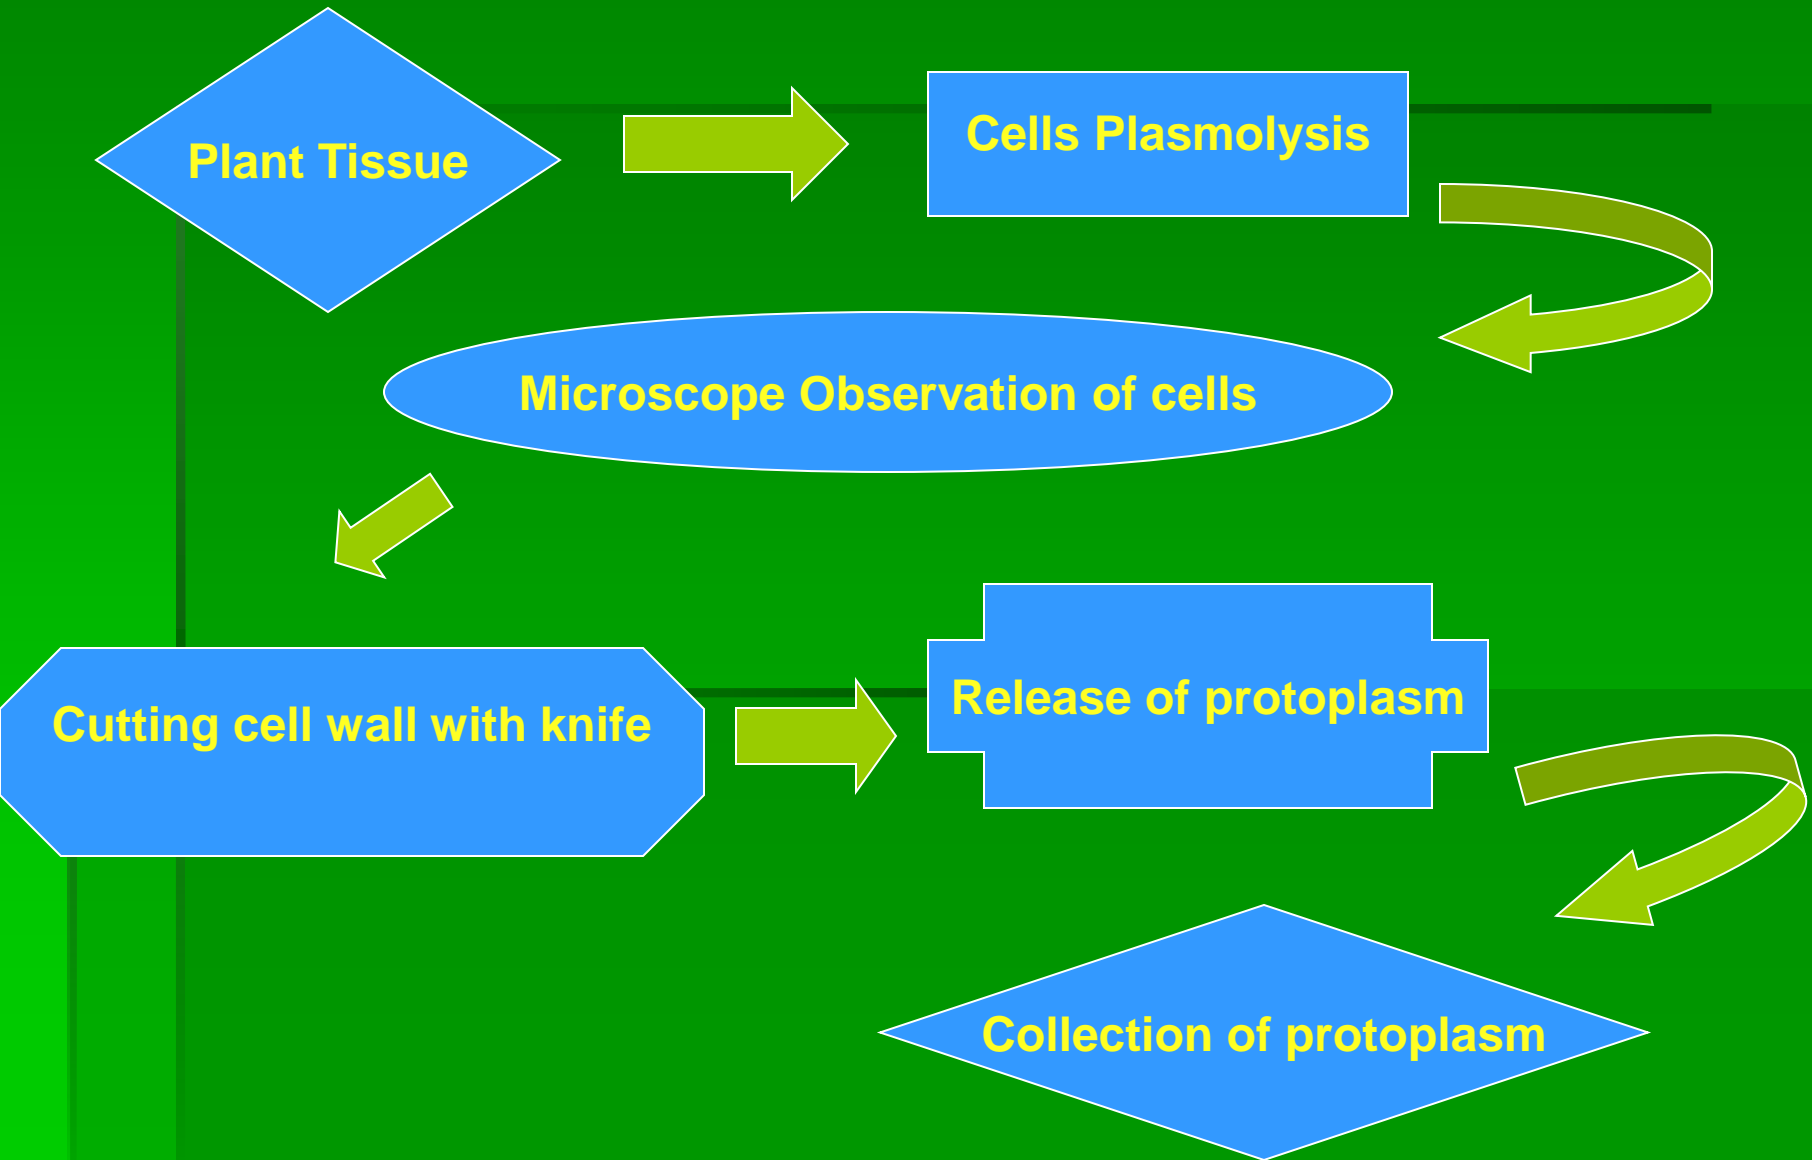 Plant Tissue
Cells Plasmolysis
Microscope Observation of cells
Cutting cell wall with knife
Release of protoplasm
Collection of protoplasm